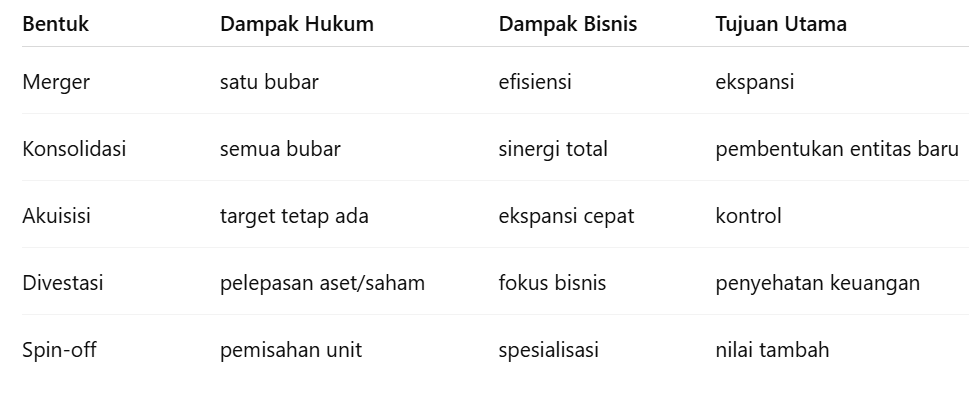 Bentuk Dampak Hukum Dampak Bisnis Tujuan Utama
Merger satu bubar efisiensi ekspansi
Konsolidasi semua bubar sinergi total pembentukan entitas baru
Akuisisi target tetap ada ekspansi cepat kontrol
Divestasi pelepasan aset/saham fokus bisnis penyehatan keuangan
Spin-off pemisahan unit spesialisasi nilai tambah